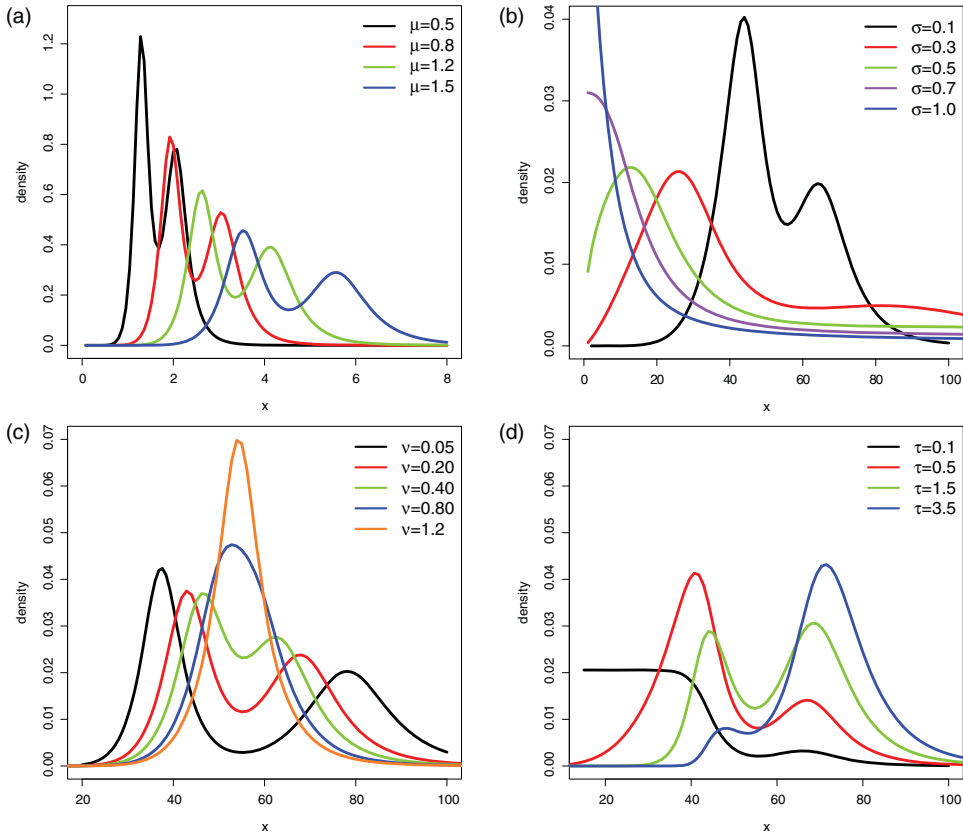 (a)
μ=0.5
μ=0.8
μ=1.2
μ=1.5
density
0.0 0.2 0.4 0.6 0.8 1.0 1.2
0 2 4 6 8
x
(b)
σ=0.1
σ=0.3
σ=0.5
σ=0.7
σ=1.0
density
0.00 0.01 0.02 0.03 0.04
0 20 40 60 80 100
x
(c)
ν=0.05
ν=0.20
ν=0.40
ν=0.80
ν=1.2
density
0.00 0.01 0.02 0.03 0.04 0.05 0.06 0.07
20 40 60 80 100
x
(d)
τ=0.1
τ=0.5
τ=1.5
τ=3.5
density
0.00 0.01 0.02 0.03 0.04 0.05 0.06 0.07
20 40 60 80 100
x